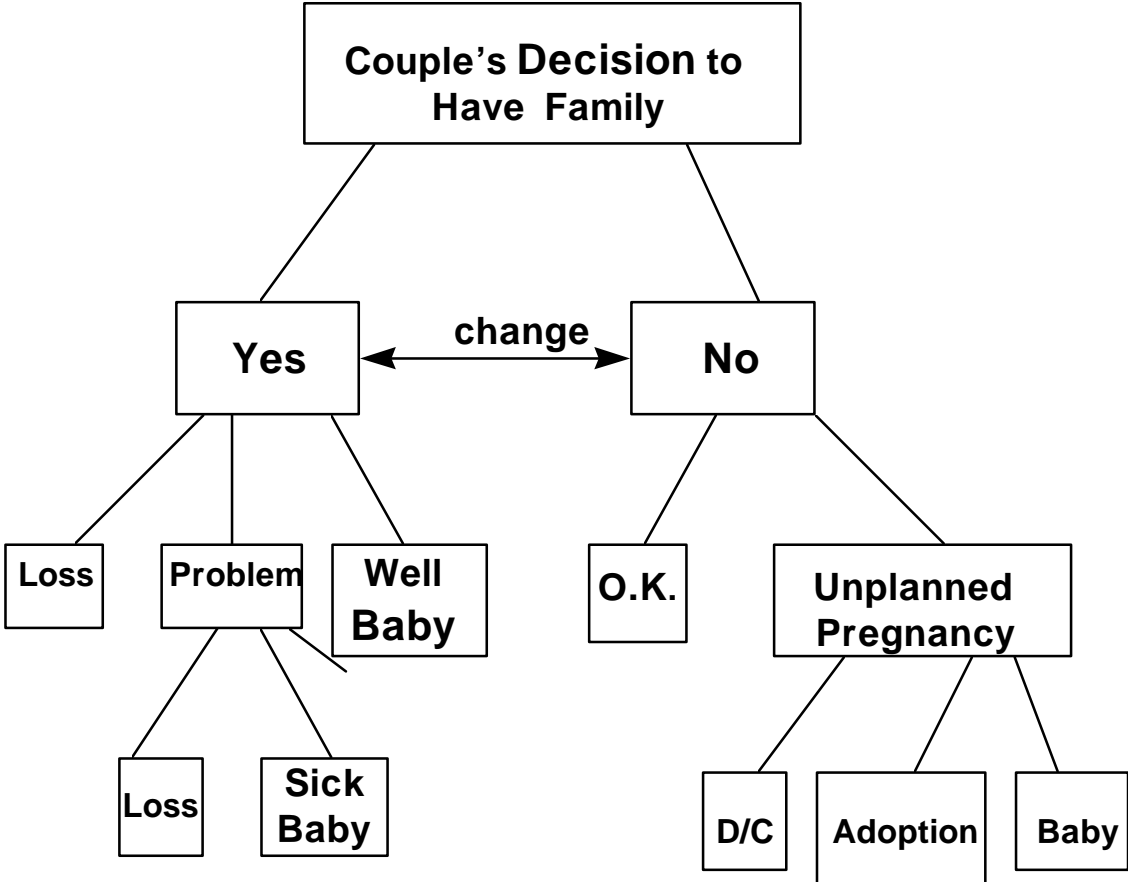 Couple's Decision to
Have Family
change
Yes
No
Loss
Problem
Well
Baby
O.K.
Unplanned
Pregnancy
Loss
Sick
Baby
D/C
Adoption
Baby